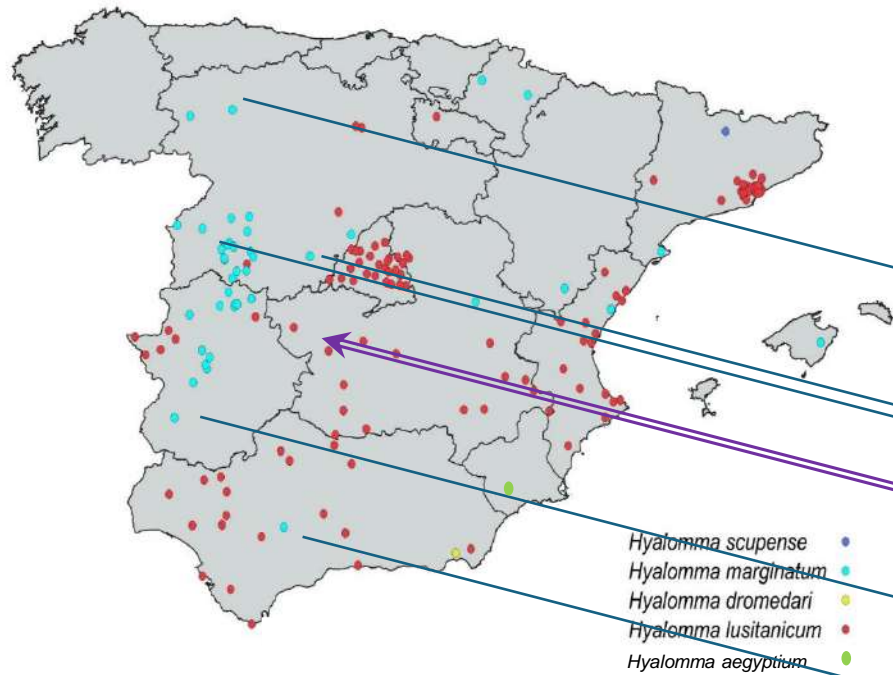 Hyalomma scupense
Hyalomma marginatum
Hyalomma dromedari
Hyalomma lusitanicum
Hyalomma aegyptium